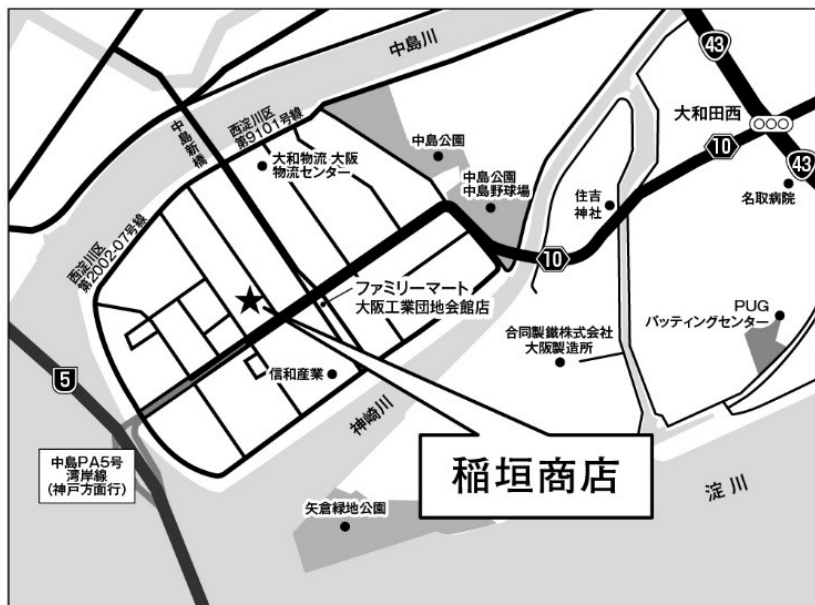 43
中島川
大和田西
10
43
西淀川区
第9101号線
中島新橋
大和物流 大阪
物流センター
中島公園
中島公園
中島野球場
住吉
神社
名取病院
西淀川区
第2002-07号線
10
ファミリーマート
大阪工業団地会館店
PUG
バッティングセンター
合同製鐵株式会社
大阪製造所
5
信和産業
神崎川
中島PA5号
湾岸線
(神戸方面行)
稲垣商店
淀川
矢倉緑地公園